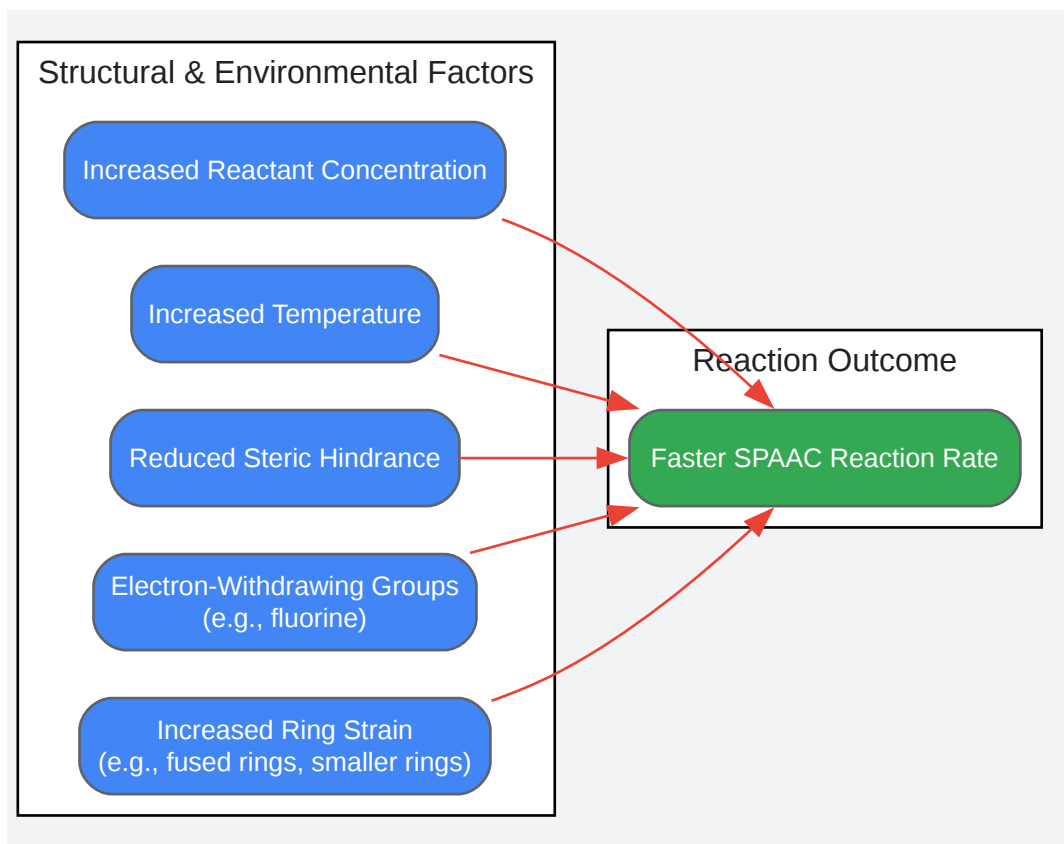 Structural & Environmental Factors
Increased Reactant Concentration
Increased Temperature
Reduced Steric Hindrance
Electron-Withdrawing Groups
(e.g., fluorine)
Increased Ring Strain
(e.g., fused rings, smaller rings)
Reaction Outcome
Faster SPAAC Reaction Rate